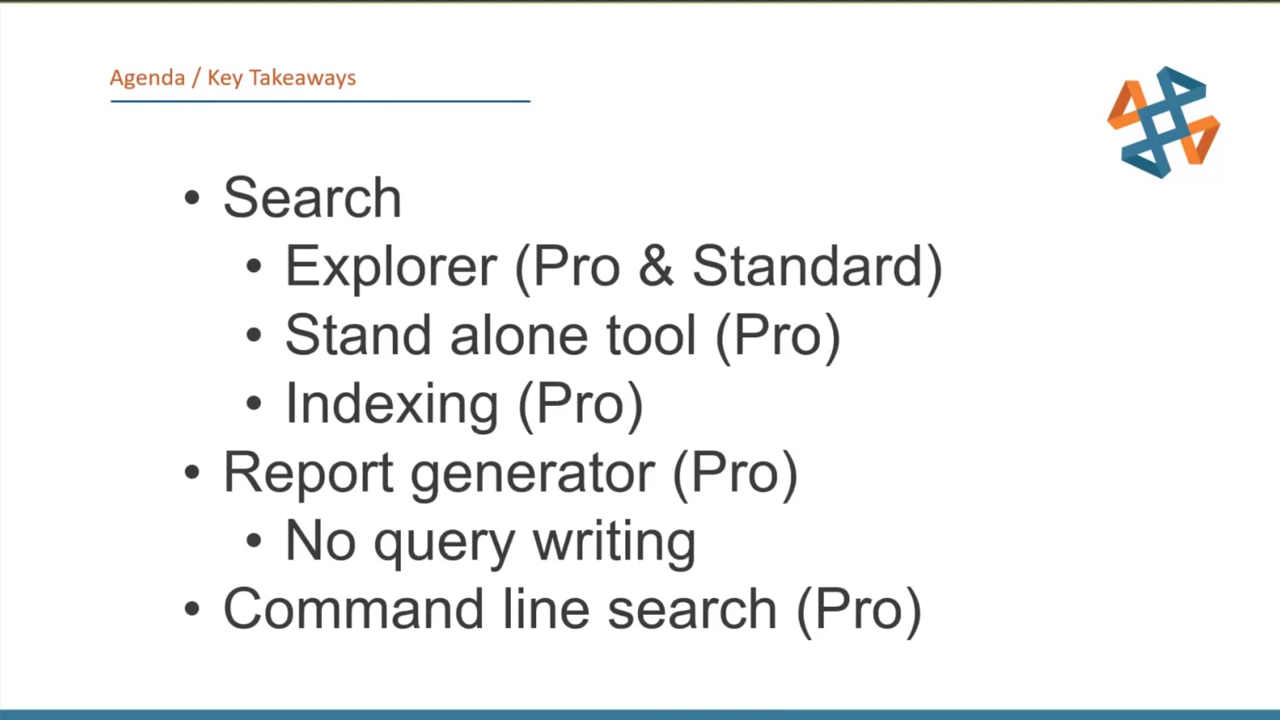 Agenda / Key Takeaways
• Search
• Explorer (Pro & Standard)
• Stand alone tool (Pro)
• Indexing (Pro)
• Report generator (Pro)
• No query writing
• Command line search (Pro)